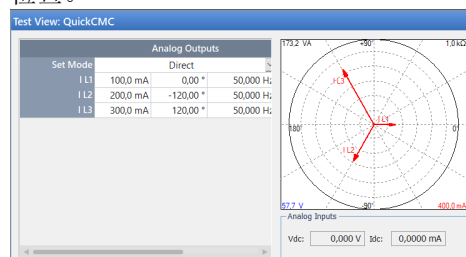 位置。
Test View: QuickCMC
Analog Outputs
Set Mode Direct
I L1 100,0 mA 0,00 ° 50,000 Hz
I L2 200,0 mA -120,00 ° 50,000 Hz
I L3 300,0 mA 120,00 ° 50,000 Hz
173,2 VA +90° 1,0 kΩ
I L3
I L1
180° 0°
I L2
57,7 V -90° 400,0 mA
Analog Inputs
Vdc: 0,000 V Idc: 0,0000 mA